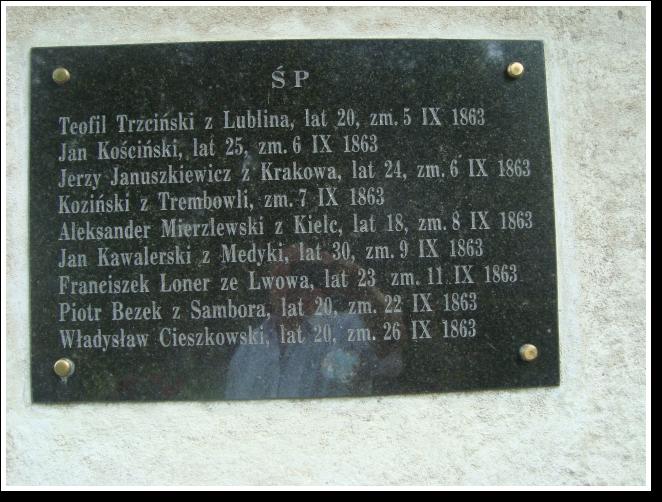 ŚP
Teofil Trzciński z Lublina, lat 20, zm. 5 IX 1863
Jan Kościński, lat 25, zm. 6 IX 1863
Jerzy Januszkiewicz z Krakowa, lat 24, zm. 6 IX 1863
Koziński z Trembowli, zm. 7 IX 1863
Aleksander Mierzlewski z Kielc, lat 18, zm. 8 IX 1863
Jan Kawalerski z Medyki, lat 30, zm. 9 IX 1863
Franciszek Loner ze Lwowa, lat 23 zm. 11 IX 1863
Piotr Bezek z Sambora, lat 20, zm. 22 IX 1863
Władysław Cieszkowski, lat 20, zm. 26 IX 1863